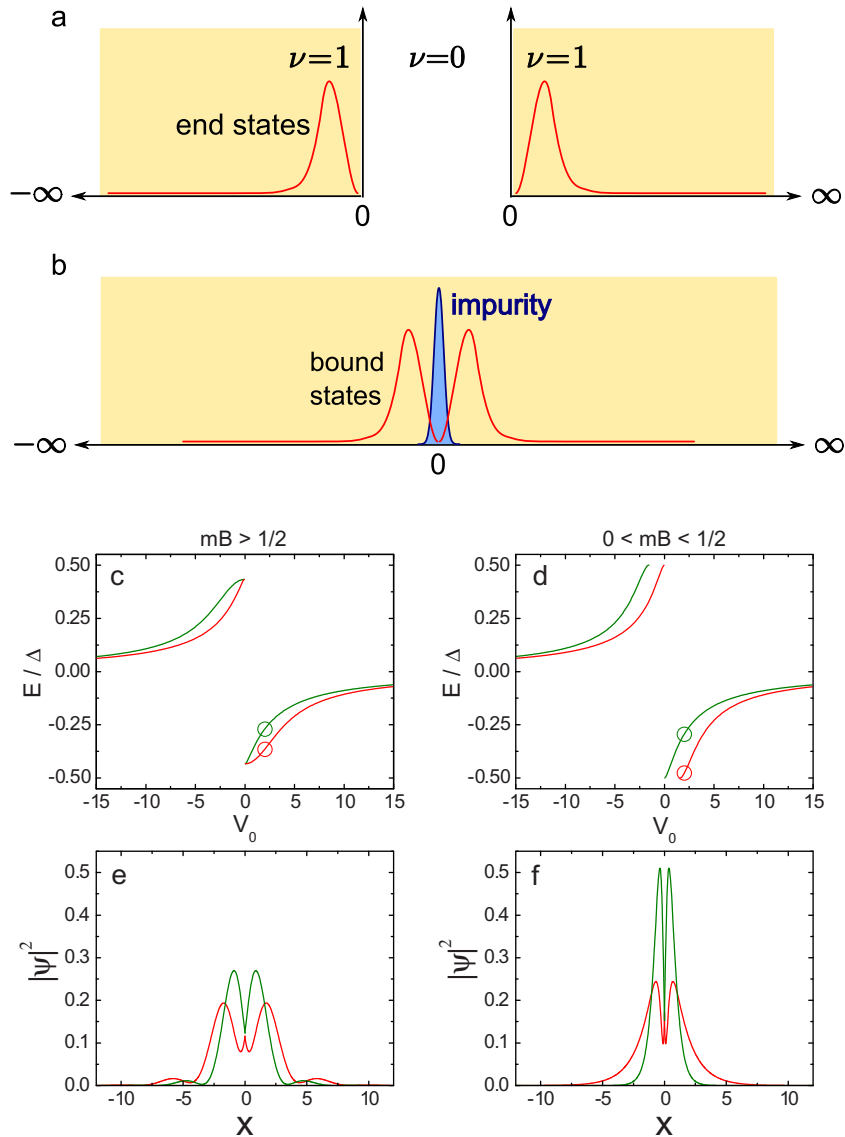 a
ν=1 ν=0 ν=1
end states
−∞ 0 0 ∞
b
impurity
bound
states
−∞ 0 ∞
mB > 1/2
c
E / Δ
0.50
0.25
0.00
-0.25
-0.50
-15 -10 -5 0 5 10 15
V0
0 < mB < 1/2
d
E / Δ
0.50
0.25
0.00
-0.25
-0.50
-15 -10 -5 0 5 10 15
V0
e
|ψ|²
0.5
0.4
0.3
0.2
0.1
0.0
-10 -5 0 5 10
X
f
|ψ|²
0.5
0.4
0.3
0.2
0.1
0.0
-10 -5 0 5 10
X